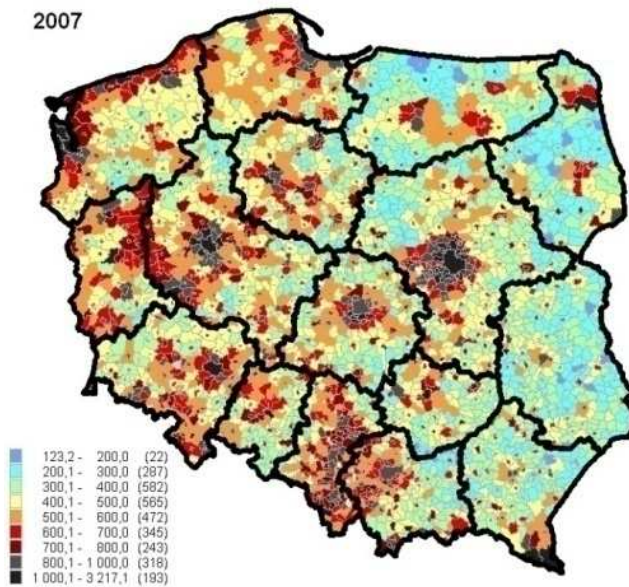 2007
123,2 - 200,0 (22)
200,1 - 300,0 (287)
300,1 - 400,0 (582)
400,1 - 500,0 (565)
500,1 - 600,0 (472)
600,1 - 700,0 (345)
700,1 - 800,0 (243)
800,1 - 1 000,0 (318)
1 000,1 - 3 217,1 (193)